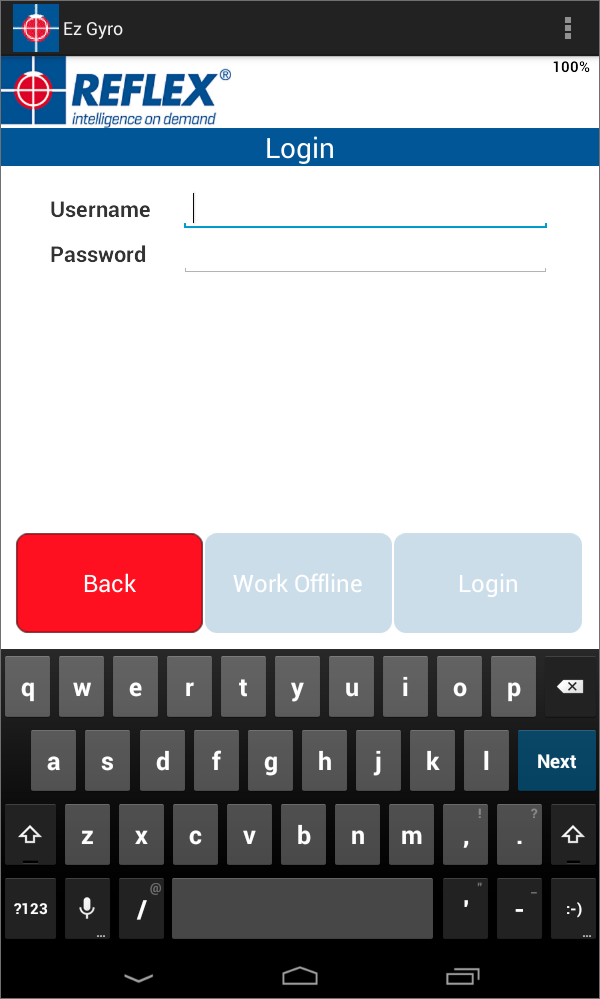 Ez Gyro
100%
REFLEX®
intelligence on demand
Login
Username
Password
Back Work Offline Login
q w e r t y u i o p
a s d f g h j k l Next
! ?
z x c v b n m , .
@ " _
?123 / ' - :-)
... ...